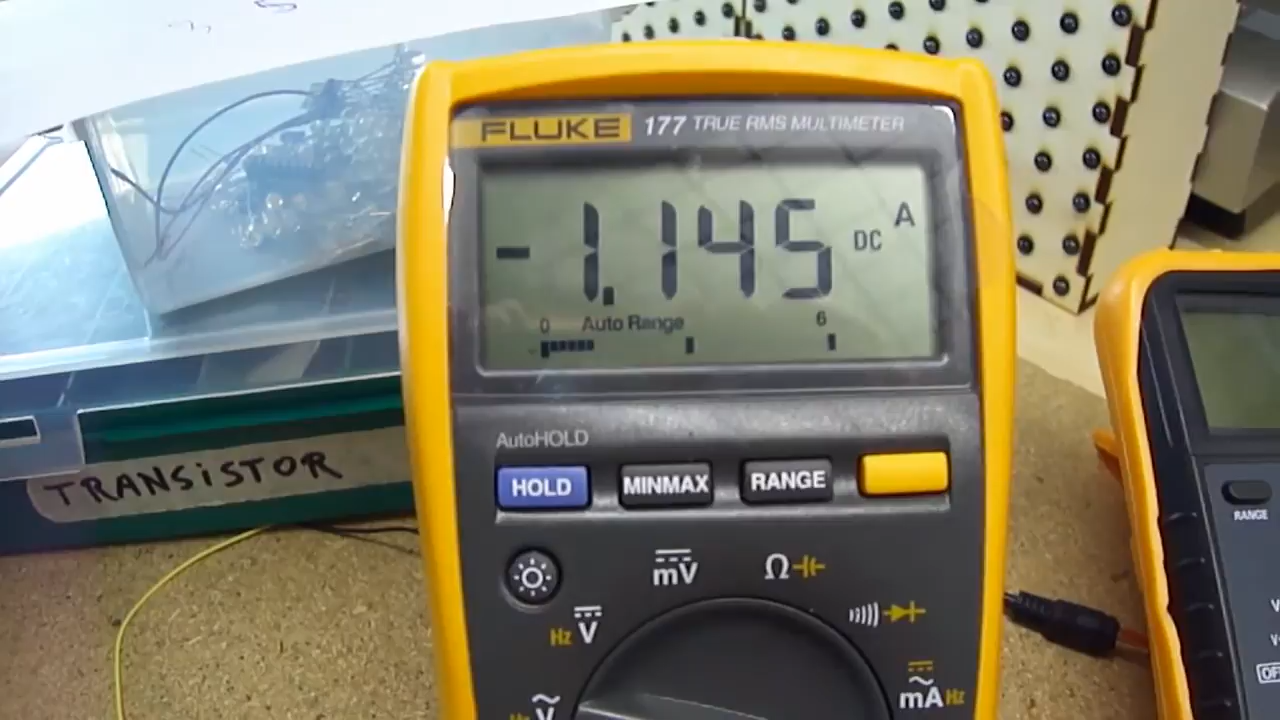 FLUKE 177 TRUE RMS MULTIMETER
-1.145 DC A
0 Auto Range 6
AutoHOLD
HOLD MINMAX RANGE
TRANSiSTOR
mV Ω
Hz V
V
mA Hz
RANGE
V